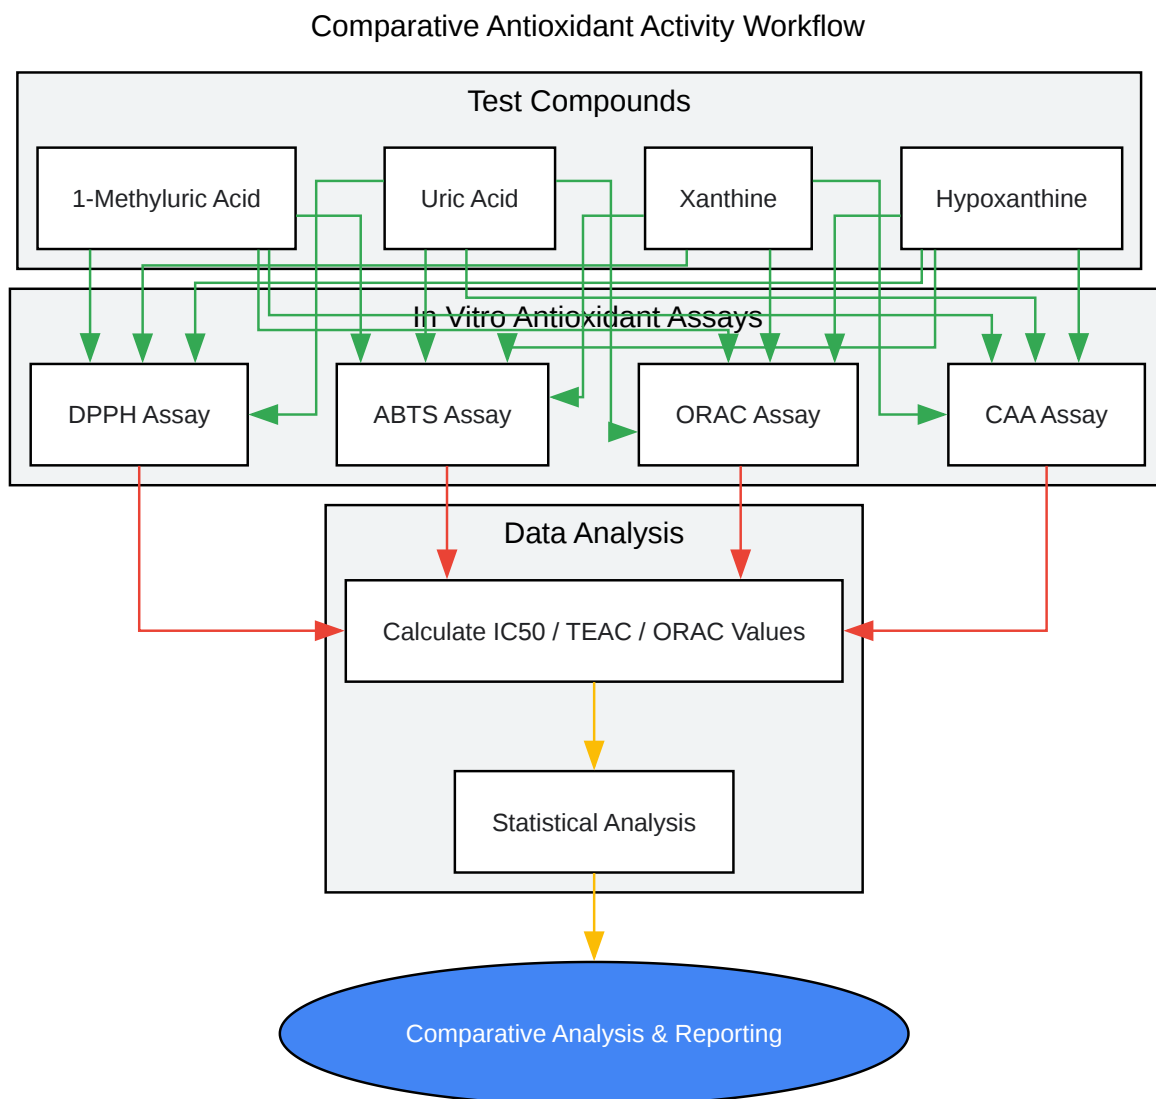 Comparative Antioxidant Activity Workflow
Test Compounds
1-Methyluric Acid
Uric Acid
Xanthine
Hypoxanthine
In Vitro Antioxidant Assays
DPPH Assay
ABTS Assay
ORAC Assay
CAA Assay
Data Analysis
Calculate IC50 / TEAC / ORAC Values
Statistical Analysis
Comparative Analysis & Reporting